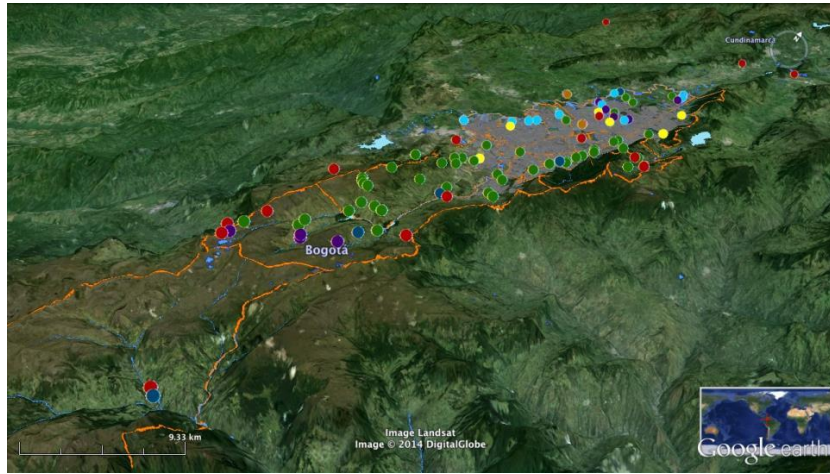 Cundinamarca
N
Bogotá
9.33 km
Image Landsat
Image © 2014 DigitalGlobe
Google earth